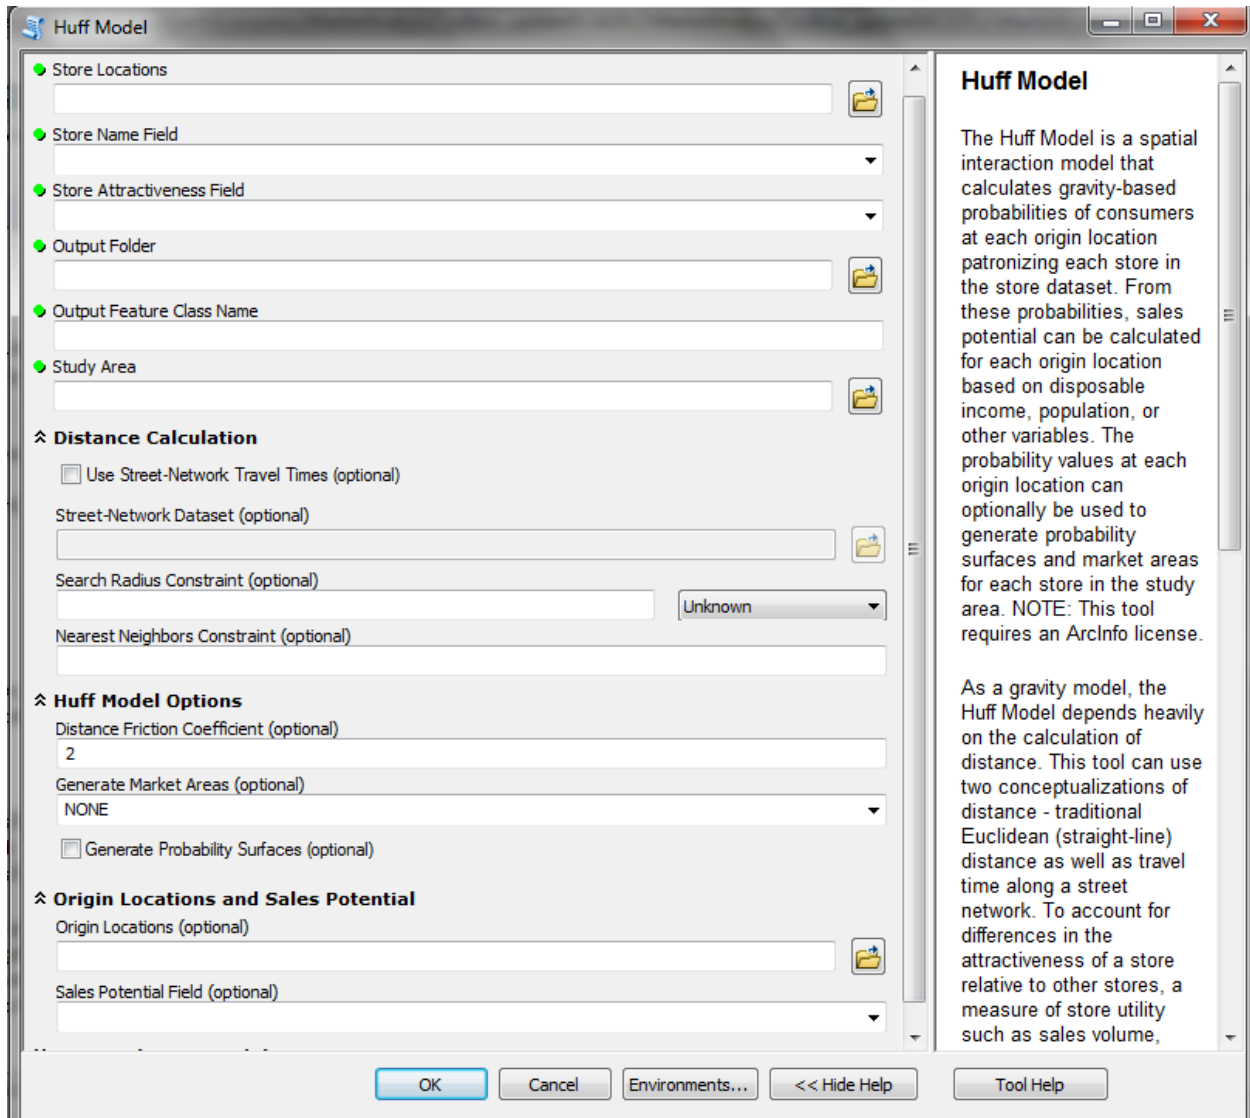 Huff Model
Store Locations
Store Name Field
Store Attractiveness Field
Output Folder
Output Feature Class Name
Study Area
Distance Calculation
Use Street-Network Travel Times (optional)
Street-Network Dataset (optional)
Search Radius Constraint (optional)
Unknown
Nearest Neighbors Constraint (optional)
Huff Model Options
Distance Friction Coefficient (optional)
2
Generate Market Areas (optional)
NONE
Generate Probability Surfaces (optional)
Origin Locations and Sales Potential
Origin Locations (optional)
Sales Potential Field (optional)
Huff Model
The Huff Model is a spatial
interaction model that
calculates gravity-based
probabilities of consumers
at each origin location
patronizing each store in
the store dataset. From
these probabilities, sales
potential can be calculated
for each origin location
based on disposable
income, population, or
other variables. The
probability values at each
origin location can
optionally be used to
generate probability
surfaces and market areas
for each store in the study
area. NOTE: This tool
requires an ArcInfo license.
As a gravity model, the
Huff Model depends heavily
on the calculation of
distance. This tool can use
two conceptualizations of
distance - traditional
Euclidean (straight-line)
distance as well as travel
time along a street
network. To account for
differences in the
attractiveness of a store
relative to other stores, a
measure of store utility
such as sales volume,
OK
Cancel
Environments...
<< Hide Help
Tool Help